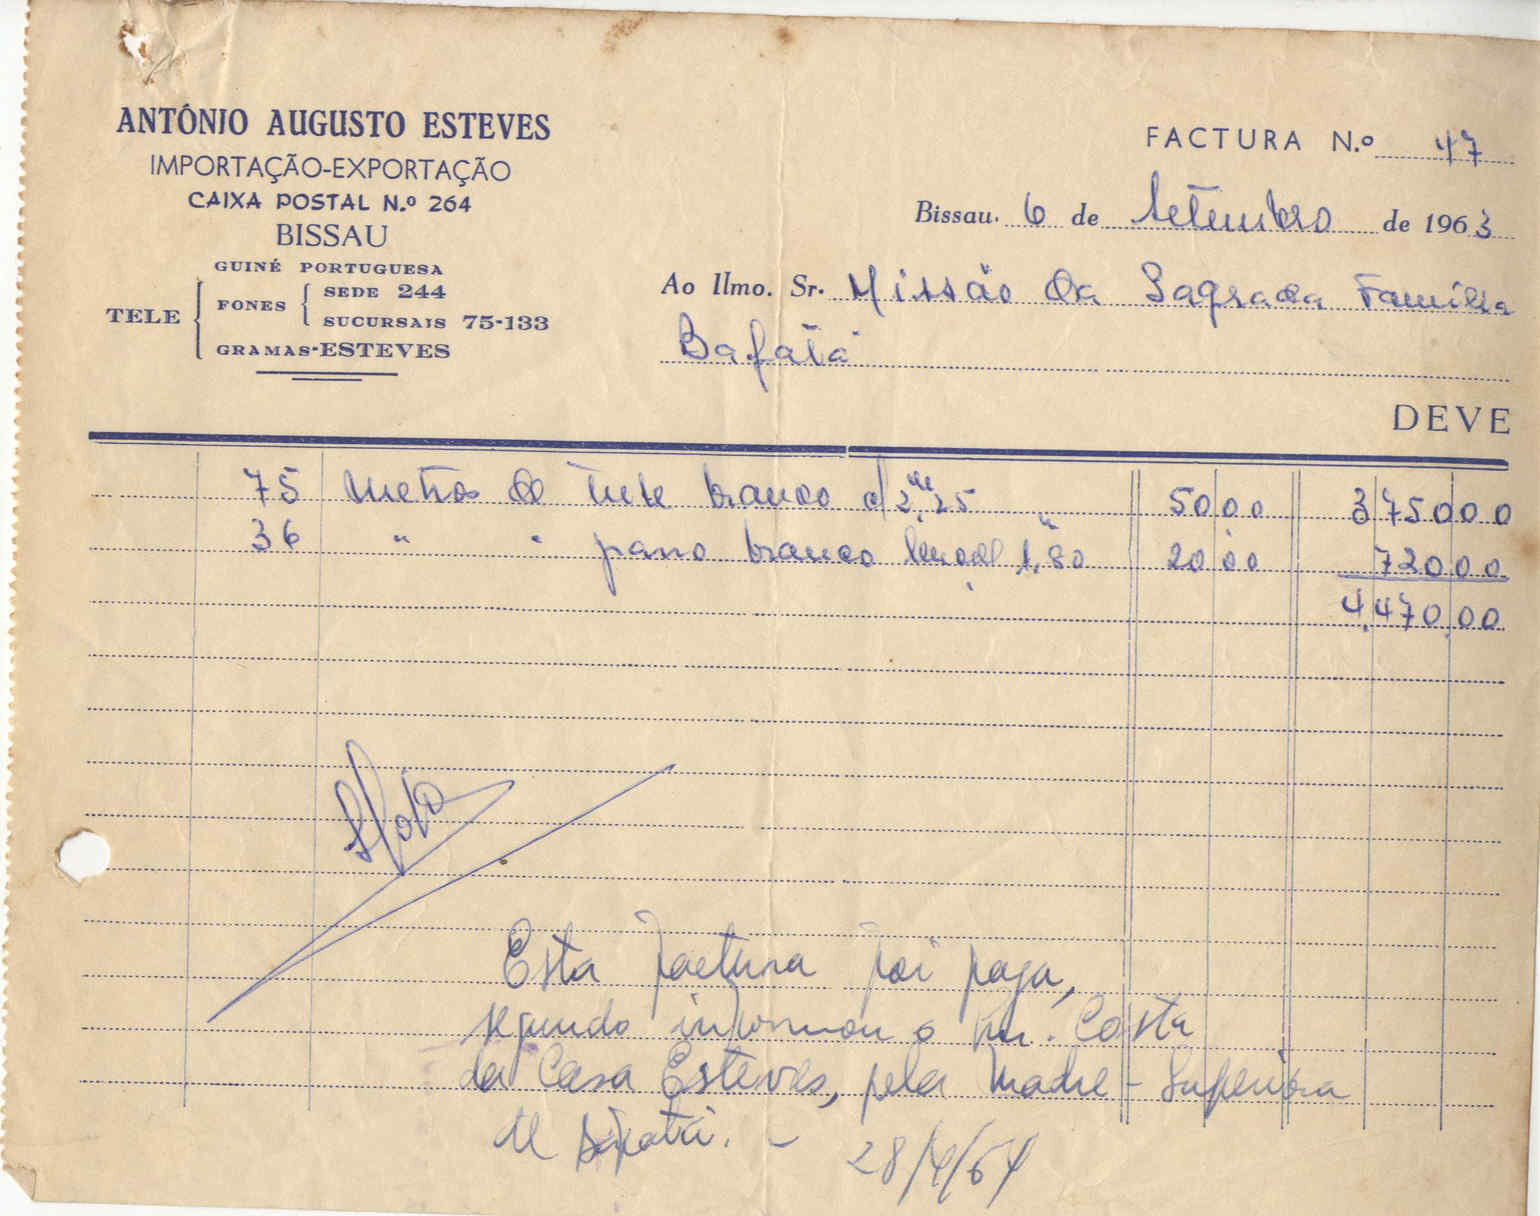 ANTÓNIO AUGUSTO ESTEVES
IMPORTAÇÃO-EXPORTAÇÃO
CAIXA POSTAL N.º 264
BISSAU
GUINÉ PORTUGUESA
TELE FONES SEDE 244
SUCURSAIS 75-133
GRAMAS-ESTEVES
FACTURA N.º 47
Bissau. 6 de Setembro de 1963
Ao Ilmo. Sr. Missão da Sagrada Família
Bafatá
DEVE
75 metros de tule branco c/ 2,25 50 00 3 750 00
36 " " pano branco lençol 1,80 20 00 720 00
4.470,00
Esta factura foi paga,
segundo informou o Snr. Costa
da Casa Esteves, pela Madre-Superiora
de Bafatá. -
28/4/64